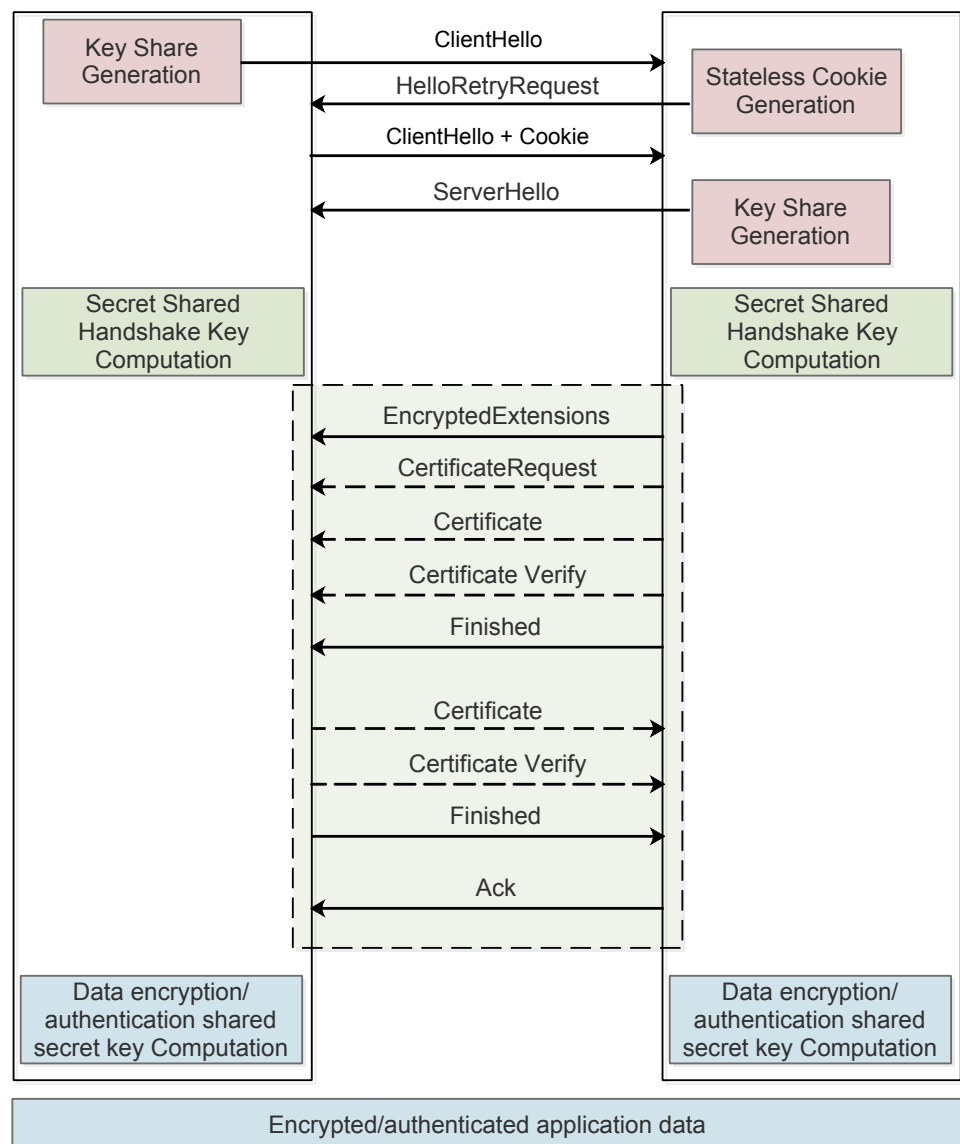 Key Share
Generation
ClientHello
HelloRetryRequest
Stateless Cookie
Generation
ClientHello + Cookie
ServerHello
Key Share
Generation
Secret Shared
Handshake Key
Computation
Secret Shared
Handshake Key
Computation
EncryptedExtensions
CertificateRequest
Certificate
Certificate Verify
Finished
Certificate
Certificate Verify
Finished
Ack
Data encryption/
authentication shared
secret key Computation
Data encryption/
authentication shared
secret key Computation
Encrypted/authenticated application data